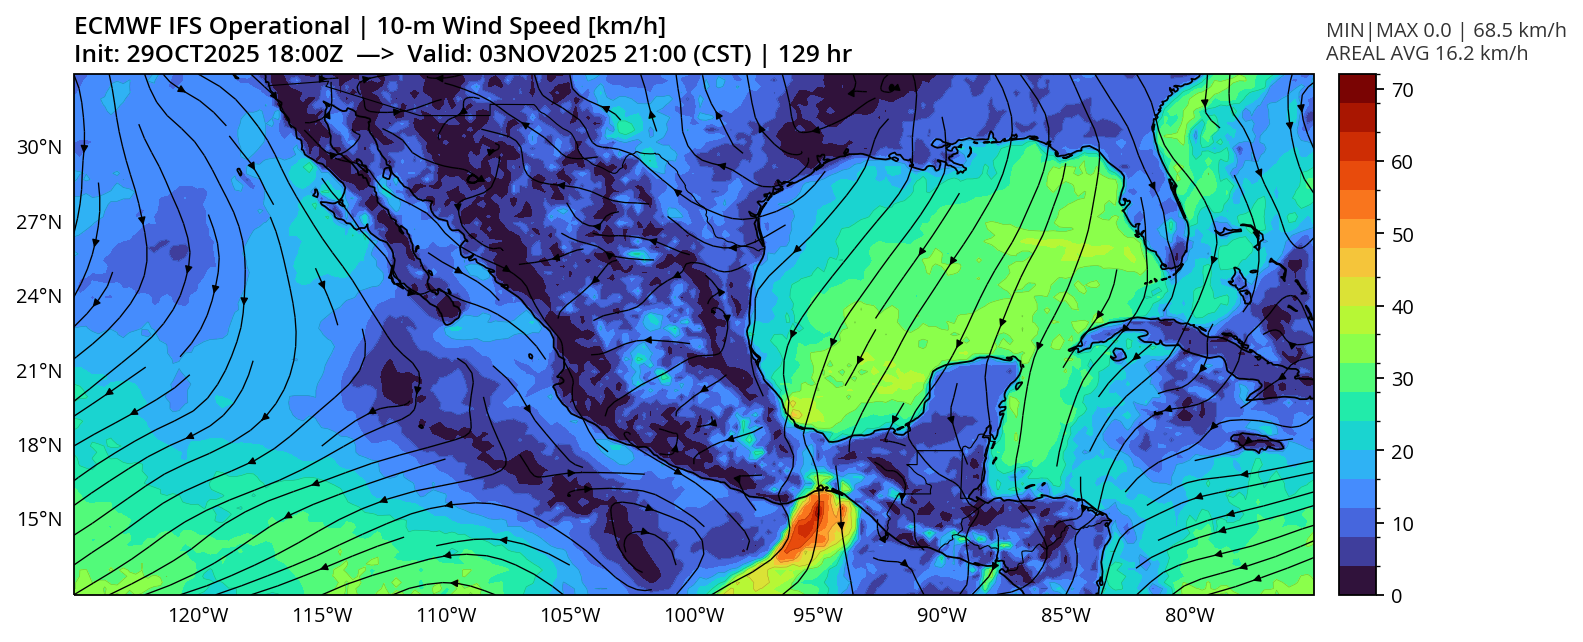 ECMWF IFS Operational | 10-m Wind Speed [km/h]
Init: 29OCT2025 18:00Z —> Valid: 03NOV2025 21:00 (CST) | 129 hr
MIN|MAX 0.0 | 68.5 km/h
AREAL AVG 16.2 km/h
30°N
27°N
24°N
21°N
18°N
15°N
120°W
115°W
110°W
105°W
100°W
95°W
90°W
85°W
80°W
70
60
50
40
30
20
10
0